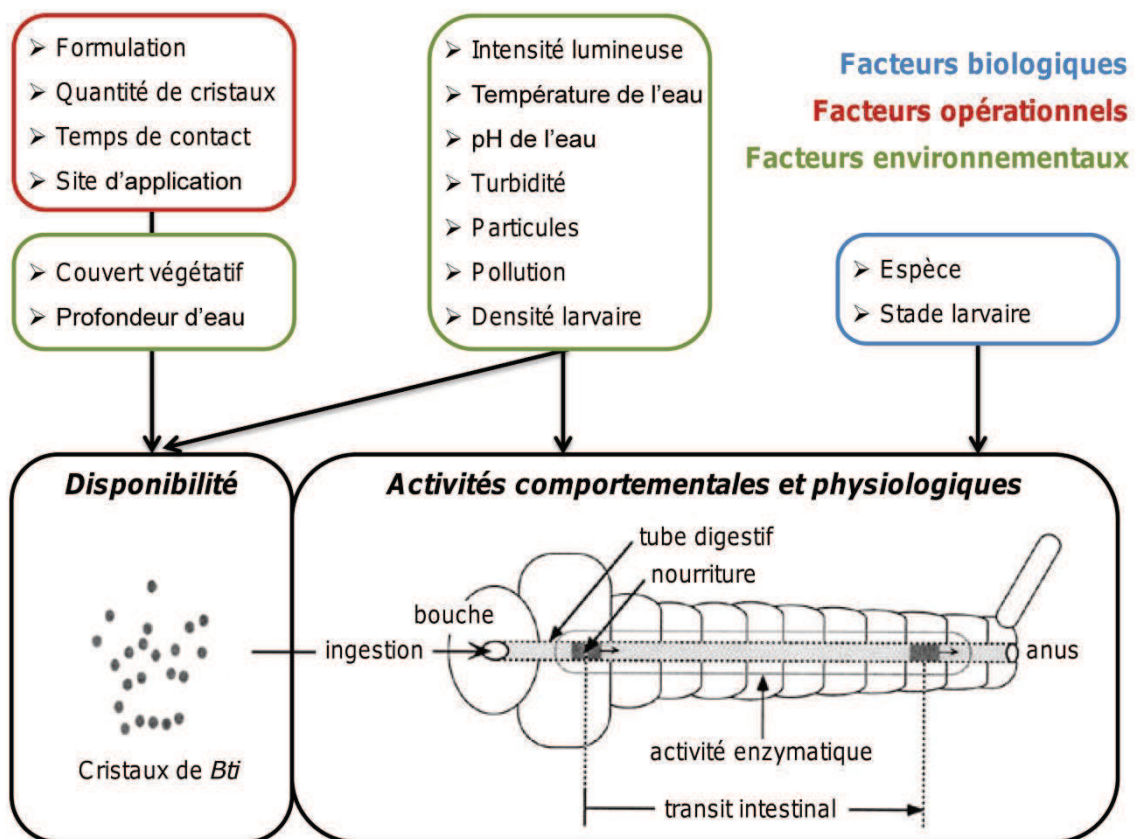 ➤ Formulation
➤ Quantité de cristaux
➤ Temps de contact
➤ Site d'application
➤ Couvert végétatif
➤ Profondeur d'eau
➤ Intensité lumineuse
➤ Température de l'eau
➤ pH de l'eau
➤ Turbidité
➤ Particules
➤ Pollution
➤ Densité larvaire
Facteurs biologiques
Facteurs opérationnels
Facteurs environnementaux
➤ Espèce
➤ Stade larvaire
Disponibilité
Cristaux de Bti
Activités comportementales et physiologiques
tube digestif
nourriture
bouche
ingestion
anus
activité enzymatique
transit intestinal